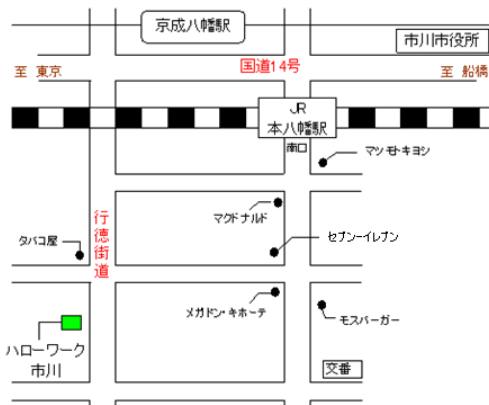 京成八幡駅
市川市役所
至 東京
国道14号
至 船橋
JR
本八幡駅
南口
マツモトキヨシ
行徳街道
マクドナルド
タバコ屋
セブンーイレブン
メガドン・キホーテ
モスバーガー
ハローワーク
市川
交番